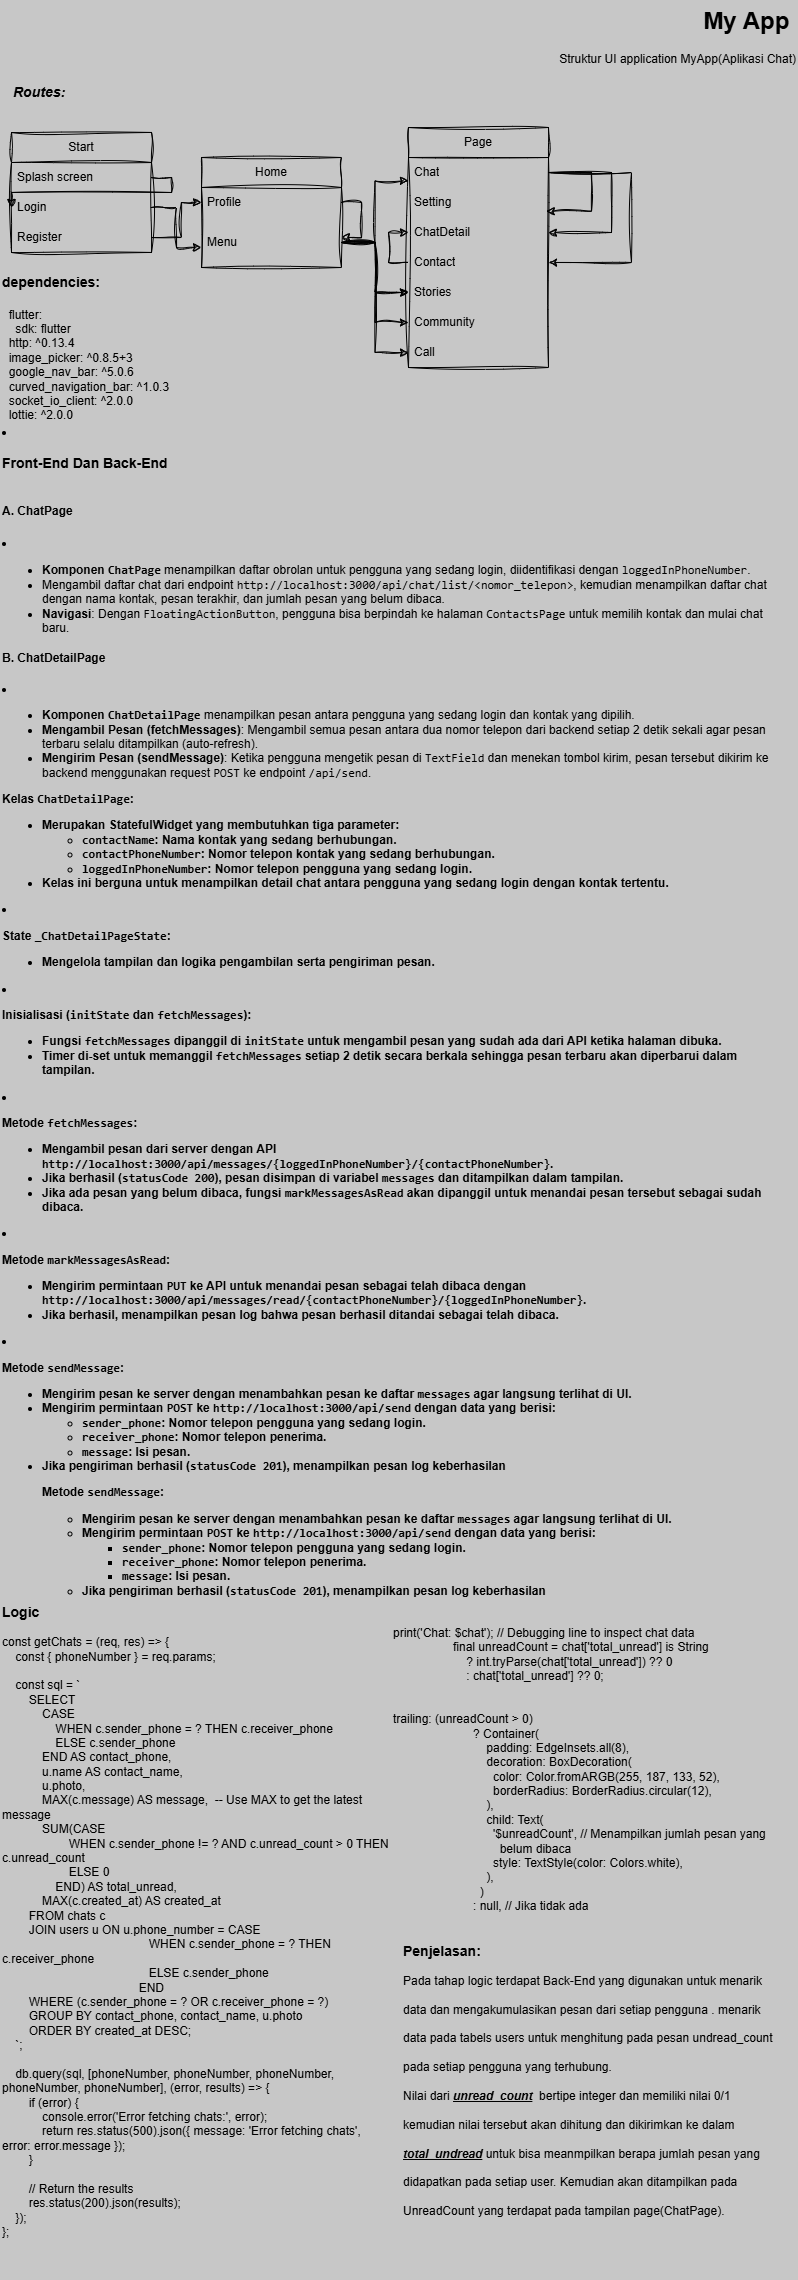 My App
Struktur UI application MyApp(Aplikasi Chat)
Routes:
Start
Splash screen
Login
Register
Home
Profile
Menu
Page
Chat
Setting
ChatDetail
Contact
Stories
Community
Call
dependencies:
flutter:
sdk: flutter
http: ^0.13.4
image_picker: ^0.8.5+3
google_nav_bar: ^5.0.6
curved_navigation_bar: ^1.0.3
socket_io_client: ^2.0.0
lottie: ^2.0.0
Front-End Dan Back-End
A. ChatPage
Komponen ChatPage menampilkan daftar obrolan untuk pengguna yang sedang login, diidentifikasi dengan loggedInPhoneNumber.
Mengambil daftar chat dari endpoint http://localhost:3000/api/chat/list/<nomor_telepon>, kemudian menampilkan daftar chat
dengan nama kontak, pesan terakhir, dan jumlah pesan yang belum dibaca.
Navigasi: Dengan FloatingActionButton, pengguna bisa berpindah ke halaman ContactsPage untuk memilih kontak dan mulai chat
baru.
B. ChatDetailPage
Komponen ChatDetailPage menampilkan pesan antara pengguna yang sedang login dan kontak yang dipilih.
Mengambil Pesan (fetchMessages): Mengambil semua pesan antara dua nomor telepon dari backend setiap 2 detik sekali agar pesan
terbaru selalu ditampilkan (auto-refresh).
Mengirim Pesan (sendMessage): Ketika pengguna mengetik pesan di TextField dan menekan tombol kirim, pesan tersebut dikirim ke
backend menggunakan request POST ke endpoint /api/send.
Kelas ChatDetailPage:
Merupakan StatefulWidget yang membutuhkan tiga parameter:
contactName: Nama kontak yang sedang berhubungan.
contactPhoneNumber: Nomor telepon kontak yang sedang berhubungan.
loggedInPhoneNumber: Nomor telepon pengguna yang sedang login.
Kelas ini berguna untuk menampilkan detail chat antara pengguna yang sedang login dengan kontak tertentu.
State _ChatDetailPageState:
Mengelola tampilan dan logika pengambilan serta pengiriman pesan.
Inisialisasi (initState dan fetchMessages):
Fungsi fetchMessages dipanggil di initState untuk mengambil pesan yang sudah ada dari API ketika halaman dibuka.
Timer di-set untuk memanggil fetchMessages setiap 2 detik secara berkala sehingga pesan terbaru akan diperbarui dalam
tampilan.
Metode fetchMessages:
Mengambil pesan dari server dengan API
http://localhost:3000/api/messages/{loggedInPhoneNumber}/{contactPhoneNumber}.
Jika berhasil (statusCode 200), pesan disimpan di variabel messages dan ditampilkan dalam tampilan.
Jika ada pesan yang belum dibaca, fungsi markMessagesAsRead akan dipanggil untuk menandai pesan tersebut sebagai sudah
dibaca.
Metode markMessagesAsRead:
Mengirim permintaan PUT ke API untuk menandai pesan sebagai telah dibaca dengan
http://localhost:3000/api/messages/read/{contactPhoneNumber}/{loggedInPhoneNumber}.
Jika berhasil, menampilkan pesan log bahwa pesan berhasil ditandai sebagai telah dibaca.
Metode sendMessage:
Mengirim pesan ke server dengan menambahkan pesan ke daftar messages agar langsung terlihat di UI.
Mengirim permintaan POST ke http://localhost:3000/api/send dengan data yang berisi:
sender_phone: Nomor telepon pengguna yang sedang login.
receiver_phone: Nomor telepon penerima.
message: Isi pesan.
Jika pengiriman berhasil (statusCode 201), menampilkan pesan log keberhasilan
Metode sendMessage:
Mengirim pesan ke server dengan menambahkan pesan ke daftar messages agar langsung terlihat di UI.
Mengirim permintaan POST ke http://localhost:3000/api/send dengan data yang berisi:
sender_phone: Nomor telepon pengguna yang sedang login.
receiver_phone: Nomor telepon penerima.
message: Isi pesan.
Jika pengiriman berhasil (statusCode 201), menampilkan pesan log keberhasilan
Logic
const getChats = (req, res) => {
const { phoneNumber } = req.params;
const sql = `
SELECT
CASE
WHEN c.sender_phone = ? THEN c.receiver_phone
ELSE c.sender_phone
END AS contact_phone,
u.name AS contact_name,
u.photo,
MAX(c.message) AS message, -- Use MAX to get the latest
message
SUM(CASE
WHEN c.sender_phone != ? AND c.unread_count > 0 THEN
c.unread_count
ELSE 0
END) AS total_unread,
MAX(c.created_at) AS created_at
FROM chats c
JOIN users u ON u.phone_number = CASE
WHEN c.sender_phone = ? THEN
c.receiver_phone
ELSE c.sender_phone
END
WHERE (c.sender_phone = ? OR c.receiver_phone = ?)
GROUP BY contact_phone, contact_name, u.photo
ORDER BY created_at DESC;
`;
db.query(sql, [phoneNumber, phoneNumber, phoneNumber,
phoneNumber, phoneNumber], (error, results) => {
if (error) {
console.error('Error fetching chats:', error);
return res.status(500).json({ message: 'Error fetching chats',
error: error.message });
}
// Return the results
res.status(200).json(results);
});
};
print('Chat: $chat'); // Debugging line to inspect chat data
final unreadCount = chat['total_unread'] is String
? int.tryParse(chat['total_unread']) ?? 0
: chat['total_unread'] ?? 0;
trailing: (unreadCount > 0)
? Container(
padding: EdgeInsets.all(8),
decoration: BoxDecoration(
color: Color.fromARGB(255, 187, 133, 52),
borderRadius: BorderRadius.circular(12),
),
child: Text(
'$unreadCount', // Menampilkan jumlah pesan yang
belum dibaca
style: TextStyle(color: Colors.white),
),
)
: null, // Jika tidak ada
Penjelasan:
Pada tahap logic terdapat Back-End yang digunakan untuk menarik
data dan mengakumulasikan pesan dari setiap pengguna . menarik
data pada tabels users untuk menghitung pada pesan undread_count
pada setiap pengguna yang terhubung.
Nilai dari unread_count bertipe integer dan memiliki nilai 0/1
kemudian nilai tersebut akan dihitung dan dikirimkan ke dalam
total_undread untuk bisa meanmpilkan berapa jumlah pesan yang
didapatkan pada setiap user. Kemudian akan ditampilkan pada
UnreadCount yang terdapat pada tampilan page(ChatPage).